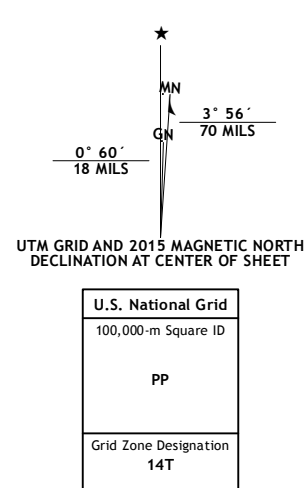 ★
MN
GN
3° 56´
70 MILS
0° 60´
18 MILS
UTM GRID AND 2015 MAGNETIC NORTH
DECLINATION AT CENTER OF SHEET
U.S. National Grid
100,000-m Square ID
PP
Grid Zone Designation
14T